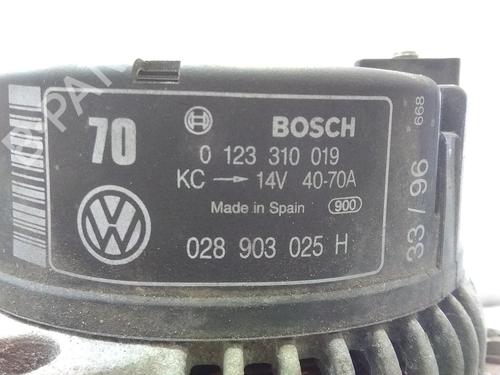 70
BOSCH
0 123 310 019
KC → 14V 40-70A
Made in Spain 900
028 903 025 H
33/96
668